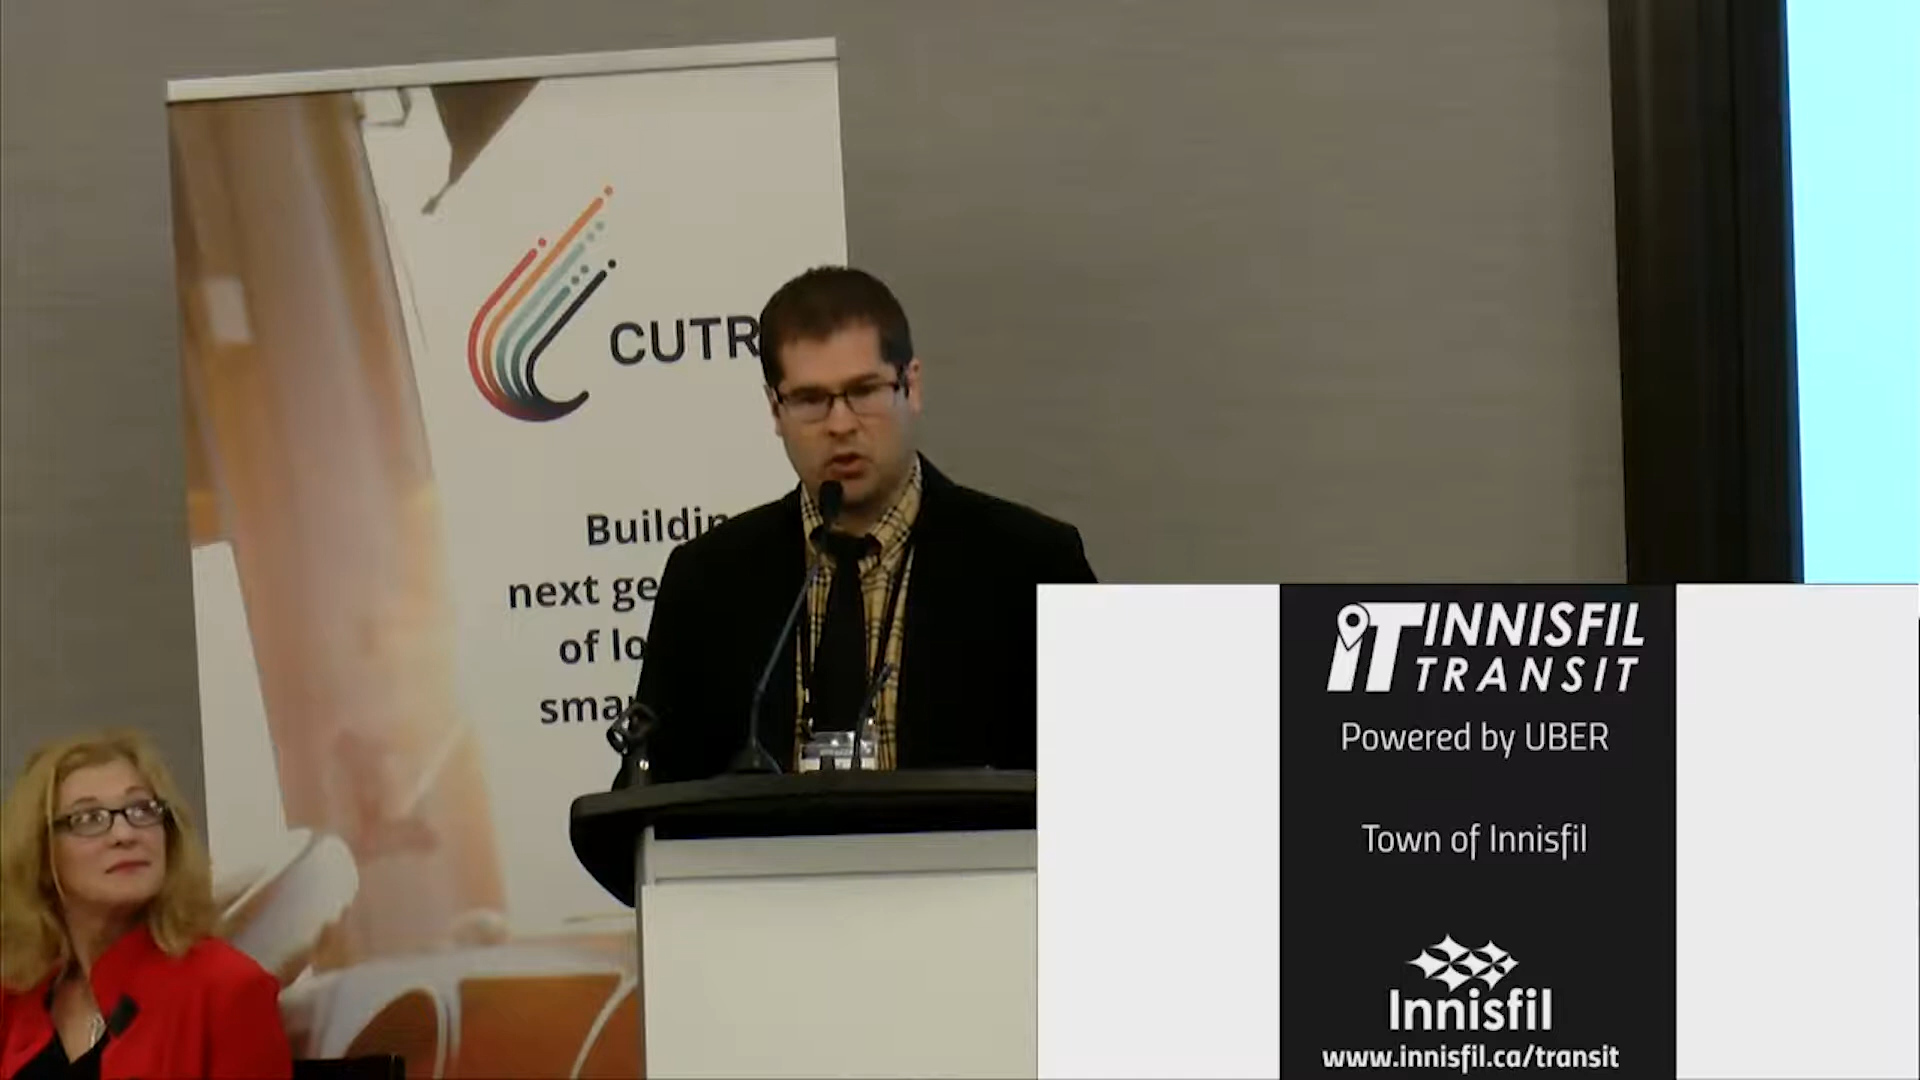 CUTR
Buildin
next ge
of lo
sma
INNISFIL
TRANSIT
Powered by UBER
Town of Innisfil
Innisfil
www.innisfil.ca/transit